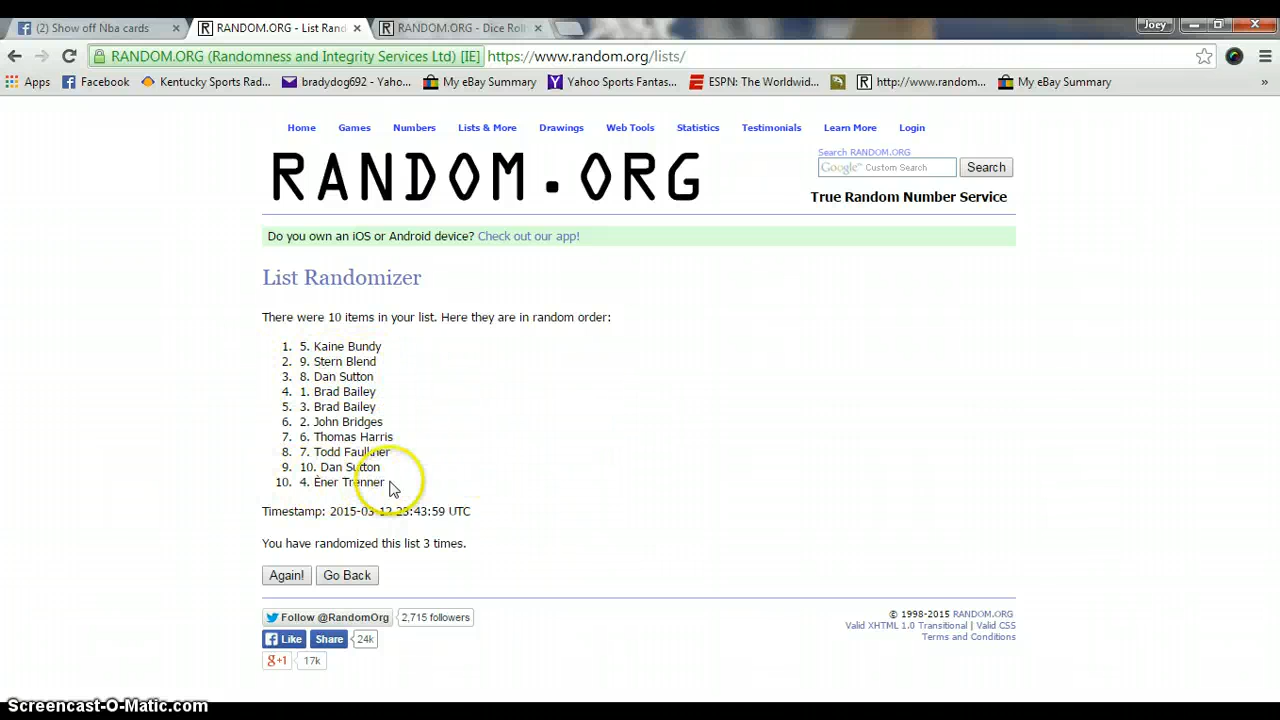 (2) Show off Nba cards
RANDOM.ORG - List Rand
RANDOM.ORG - Dice Roll
Joey
RANDOM.ORG (Randomness and Integrity Services Ltd) [IE]
https://www.random.org/lists/
Apps
Facebook
Kentucky Sports Rad...
bradydog692 - Yaho...
My eBay Summary
Yahoo Sports Fantas...
ESPN: The Worldwid...
http://www.random...
My eBay Summary
»
Home Games Numbers Lists & More Drawings Web Tools Statistics Testimonials Learn More Login
RANDOM.ORG
Search RANDOM.ORG
Google™ Custom Search
Search
True Random Number Service
Do you own an iOS or Android device? Check out our app!
List Randomizer
There were 10 items in your list. Here they are in random order:
1. 5. Kaine Bundy
2. 9. Stern Blend
3. 8. Dan Sutton
4. 1. Brad Bailey
5. 3. Brad Bailey
6. 2. John Bridges
7. 6. Thomas Harris
8. 7. Todd Faulkner
9. 10. Dan Sutton
10. 4. Èner Trenner
Timestamp: 2015-03-12 23:43:59 UTC
You have randomized this list 3 times.
Again! Go Back
Follow @RandomOrg 2,715 followers
Like Share 24k
g+1 17k
© 1998-2015 RANDOM.ORG
Valid XHTML 1.0 Transitional | Valid CSS
Terms and Conditions
Screencast-O-Matic.com